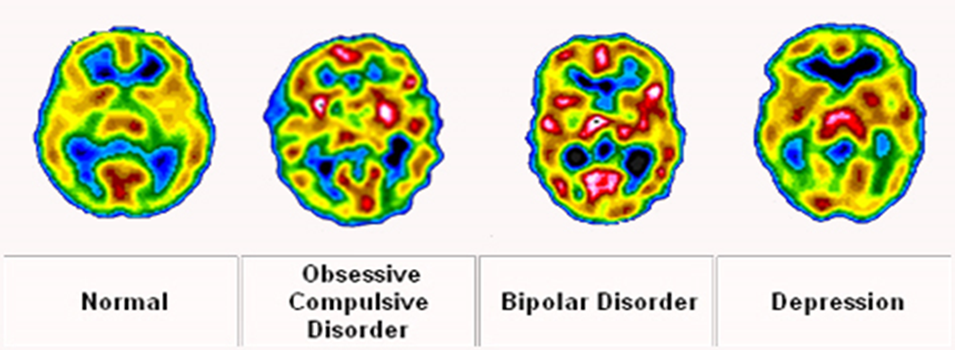 Normal
Obsessive
Compulsive
Disorder
Bipolar Disorder
Depression